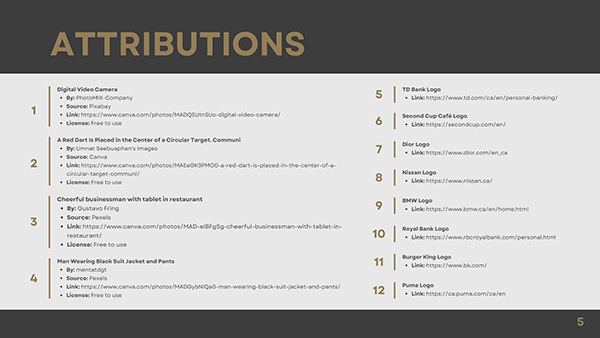 ATTRIBUTIONS
1
Digital Video Camera
• By: PhotoMIX-Company
• Source: Pixabay
• Link: https://www.canva.com/photos/MADQ5UtnSUo-digital-video-camera/
• License: Free to use
2
A Red Dart Is Placed in the Center of a Circular Target. Communi
• By: Umnat Seebuaphan's Images
• Source: Canva
• Link: https://www.canva.com/photos/MAEeGK3PMD0-a-red-dart-is-placed-in-the-center-of-a-
circular-target-communi/
• License: Free to use
3
Cheerful businessman with tablet in restaurant
• By: Gustavo Fring
• Source: Pexels
• Link: https://www.canva.com/photos/MAD-elBFgSg-cheerful-businessman-with-tablet-in-
restaurant/
• License: Free to use
4
Man Wearing Black Suit Jacket and Pants
• By: mentatdgt
• Source: Pexels
• Link: https://www.canva.com/photos/MADGybNlQa0-man-wearing-black-suit-jacket-and-pants/
• License: Free to use
5
TD Bank Logo
• Link: https://www.td.com/ca/en/personal-banking/
6
Second Cup Café Logo
• Link: https://secondcup.com/en/
7
Dior Logo
• Link: https://www.dior.com/en_ca
8
Nissan Logo
• Link: https://www.nissan.ca/
9
BMW Logo
• Link: https://www.bmw.ca/en/home.html
10
Royal Bank Logo
• Link: https://www.rbcroyalbank.com/personal.html
11
Burger King Logo
• Link: https://www.bk.com/
12
Puma Logo
• Link: https://ca.puma.com/ca/en
5